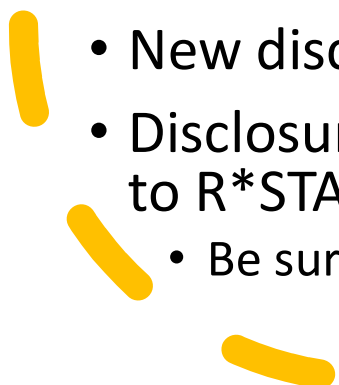 • New disc
• Disclosur
to R*STA
• Be sur